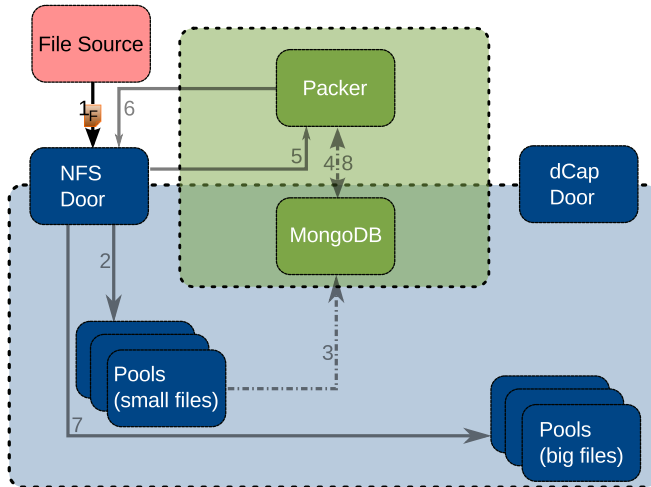 File Source
1
F
6
Packer
5
4
8
NFS
Door
dCap
Door
MongoDB
2
3
Pools
(small files)
7
Pools
(big files)